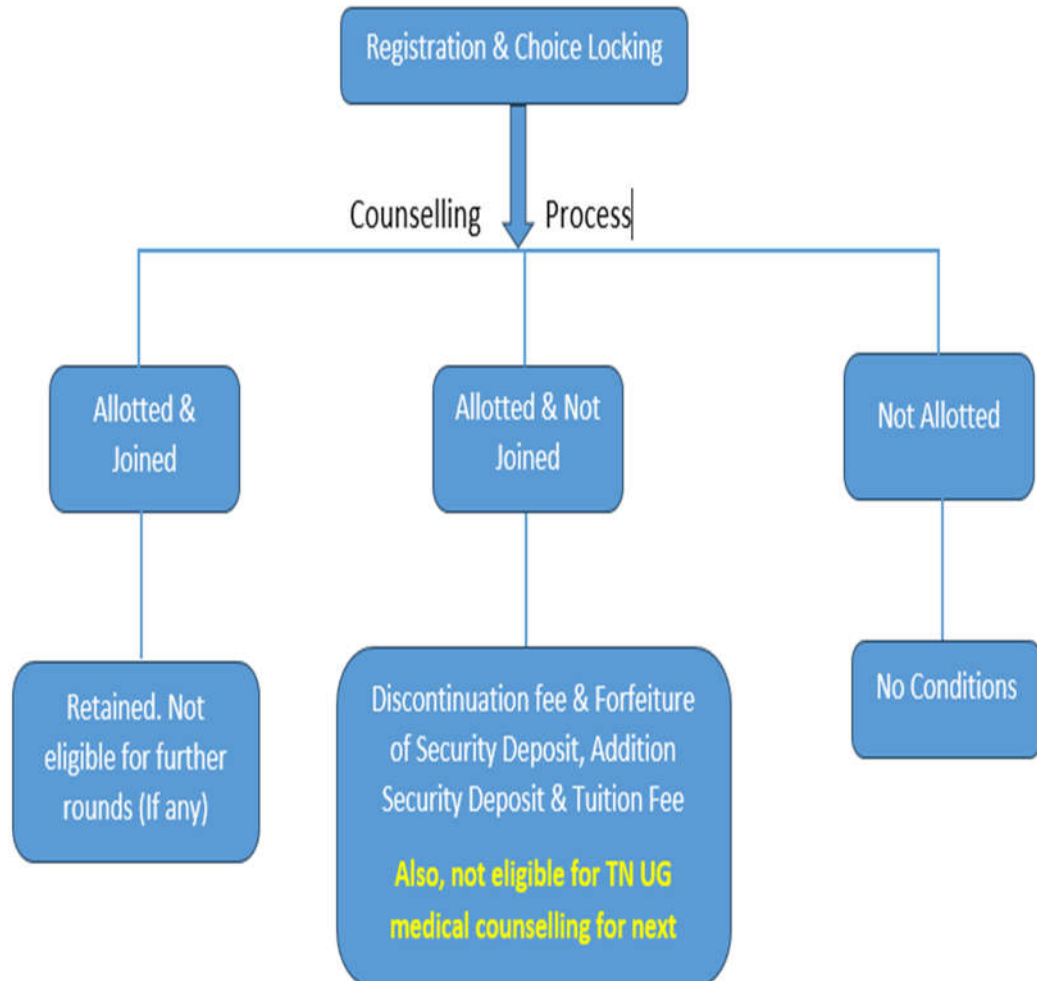 Registration & Choice Locking
Counselling Process
Allotted &
Joined
Allotted & Not
Joined
Not Allotted
Retained. Not
eligible for further
rounds (If any)
Discontinuation fee & Forfeiture
of Security Deposit, Addition
Security Deposit & Tuition Fee
Also, not eligible for TN UG
medical counselling for next
No Conditions